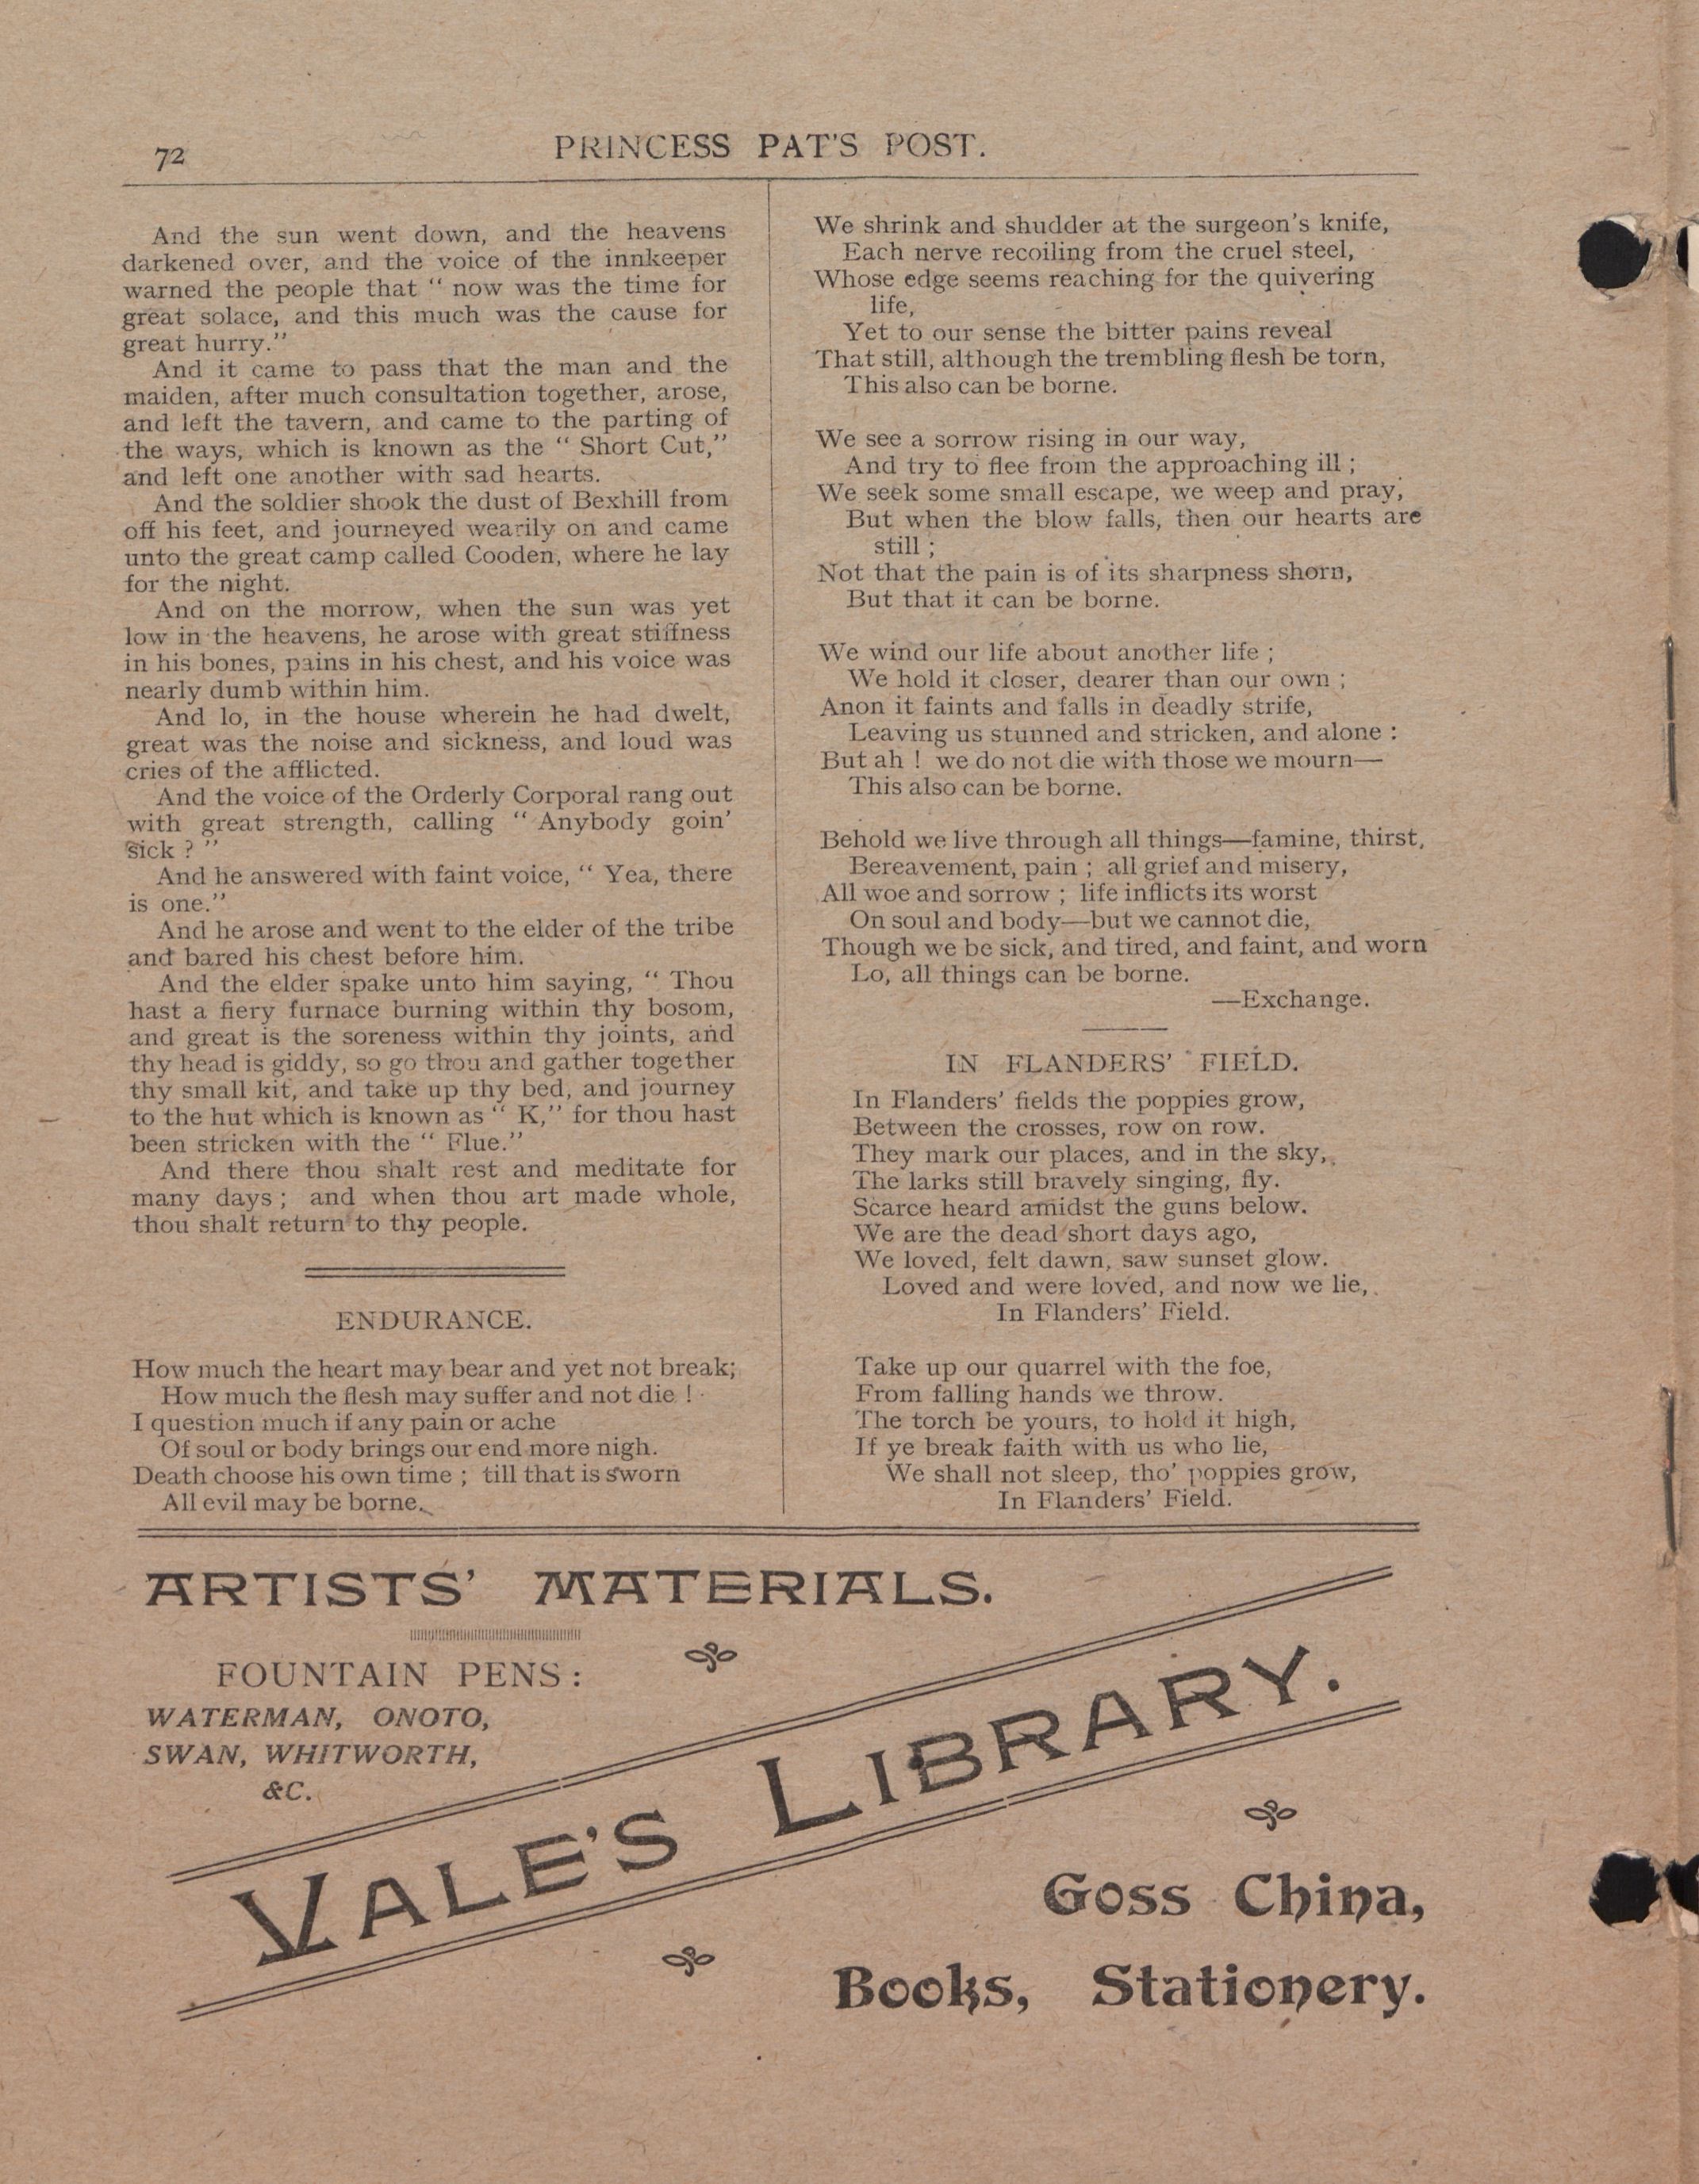 72
PRINCESS PAT'S POST.
And the sun went down, and the heavens
darkened over, and the voice of the innkeeper
warned the people that " now was the time for
great solace, and this much was the cause for
great hurry."
And it came to pass that the man and the
maiden, after much consultation together, arose,
and left the tavern, and came to the parting of
the ways, which is known as the " Short Cut,"
and left one another with sad hearts.
And the soldier shook the dust of Bexhill from
off his feet, and journeyed wearily on and came
unto the great camp called Cooden, where he lay
for the night.
And on the morrow, when the sun was yet
low in the heavens, he arose with great stiffness
in his bones, pains in his chest, and his voice was
nearly dumb within him.
And lo, in the house wherein he had dwelt,
great was the noise and sickness, and loud was
cries of the afflicted.
And the voice of the Orderly Corporal rang out
with great strength, calling " Anybody goin'
sick ? "
And he answered with faint voice, " Yea, there
is one."
And he arose and went to the elder of the tribe
and bared his chest before him.
And the elder spake unto him saying, " Thou
hast a fiery furnace burning within thy bosom,
and great is the soreness within thy joints, and
thy head is giddy, so go thou and gather together
thy small kit, and take up thy bed, and journey
to the hut which is known as " K," for thou hast
been stricken with the " Flue."
And there thou shalt rest and meditate for
many days ; and when thou art made whole,
thou shalt return to thy people.
ENDURANCE.
How much the heart may bear and yet not break;
How much the flesh may suffer and not die !
I question much if any pain or ache
Of soul or body brings our end more nigh.
Death choose his own time ; till that is sworn
All evil may be borne.
We shrink and shudder at the surgeon's knife,
Each nerve recoiling from the cruel steel,
Whose edge seems reaching for the quivering
life,
Yet to our sense the bitter pains reveal
That still, although the trembling flesh be torn,
This also can be borne.
We see a sorrow rising in our way,
And try to flee from the approaching ill ;
We seek some small escape, we weep and pray,
But when the blow falls, then our hearts are
still ;
Not that the pain is of its sharpness shorn,
But that it can be borne.
We wind our life about another life ;
We hold it closer, dearer than our own ;
Anon it faints and falls in deadly strife,
Leaving us stunned and stricken, and alone :
But ah ! we do not die with those we mourn—
This also can be borne.
Behold we live through all things—famine, thirst,
Bereavement, pain ; all grief and misery,
All woe and sorrow ; life inflicts its worst
On soul and body—but we cannot die,
Though we be sick, and tired, and faint, and worn
Lo, all things can be borne.
—Exchange.
IN FLANDERS' FIELD.
In Flanders' fields the poppies grow,
Between the crosses, row on row.
They mark our places, and in the sky,
The larks still bravely singing, fly.
Scarce heard amidst the guns below.
We are the dead short days ago,
We loved, felt dawn, saw sunset glow.
Loved and were loved, and now we lie,
In Flanders' Field.
Take up our quarrel with the foe,
From falling hands we throw.
The torch be yours, to hold it high,
If ye break faith with us who lie,
We shall not sleep, tho' poppies grow,
In Flanders' Field.
ARTISTS' MATERIALS.
FOUNTAIN PENS:
WATERMAN, ONOTO,
SWAN, WHITWORTH,
&C.
VALE'S LIBRARY.
Goss China,
Books, Stationery.